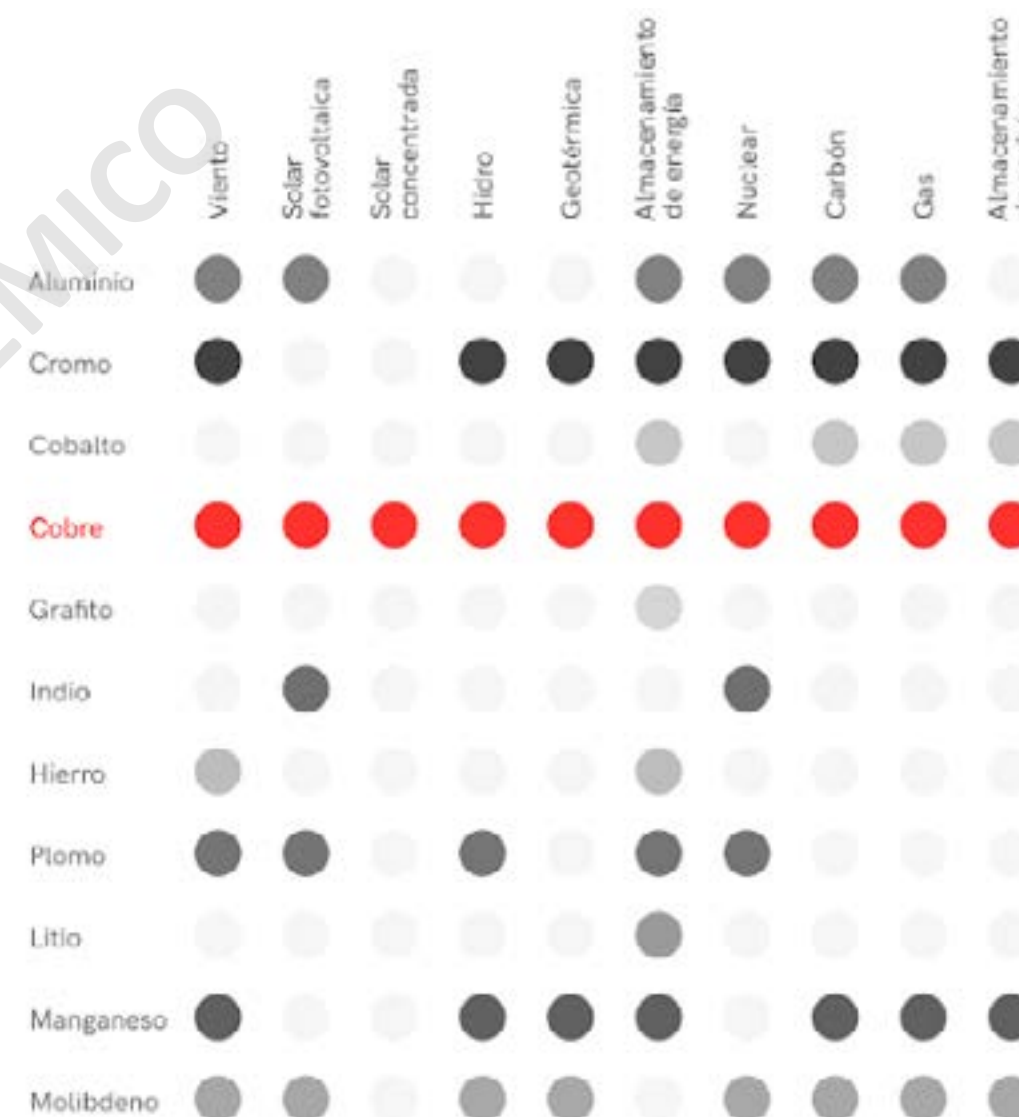 EMICO
Viento
Solar
fotovoltaica
Solar
concentrada
Hidro
Geotérmica
Almacenamiento
de energía
Nuclear
Carbón
Gas
Almacenamiento
Aluminio
Cromo
Cobalto
Cobre
Grafito
Indio
Hierro
Plomo
Litio
Manganeso
Molibdeno